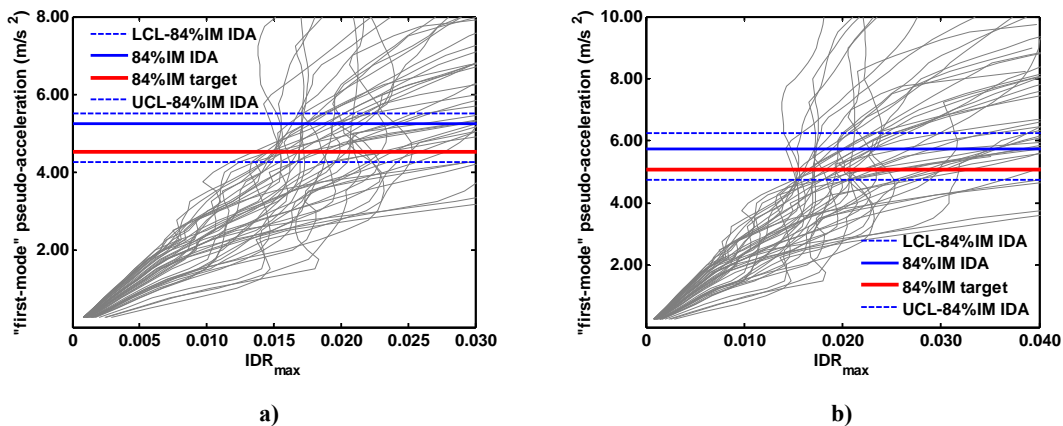 8.00
6.00
4.00
2.00
"first-mode" pseudo-acceleration (m/s 2)
LCL-84%IM IDA
84%IM IDA
84%IM target
UCL-84%IM IDA
0 0.005 0.010 0.015 0.020 0.025 0.030
IDRmax
a)
10.00
8.00
6.00
4.00
2.00
"first-mode" pseudo-acceleration (m/s 2)
LCL-84%IM IDA
84%IM IDA
84%IM target
UCL-84%IM IDA
0 0.010 0.020 0.030 0.040
IDRmax
b)